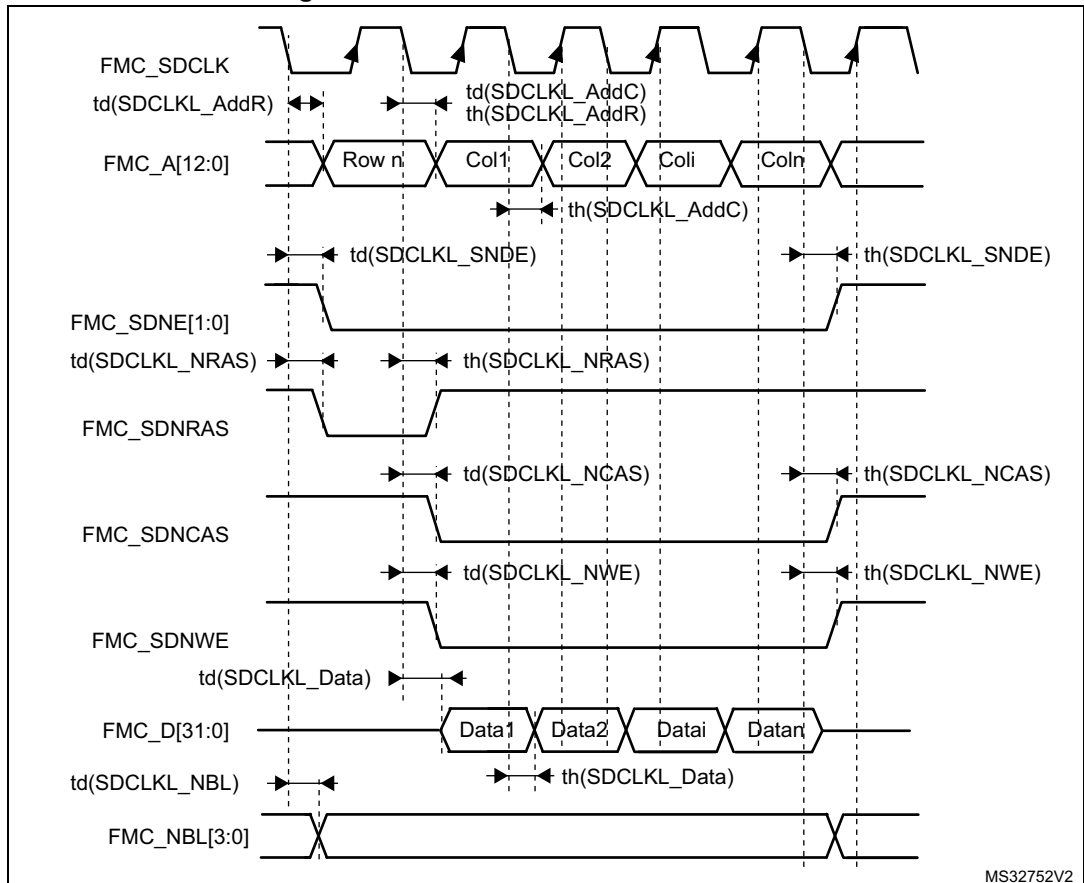 FMC_SDCLK
td(SDCLKL_AddR)
td(SDCLKL_AddC)
th(SDCLKL_AddR)
FMC_A[12:0]
Row n
Col1
Col2
Coli
Coln
th(SDCLKL_AddC)
td(SDCLKL_SNDE)
th(SDCLKL_SNDE)
FMC_SDNE[1:0]
td(SDCLKL_NRAS)
th(SDCLKL_NRAS)
FMC_SDNRAS
td(SDCLKL_NCAS)
th(SDCLKL_NCAS)
FMC_SDNCAS
td(SDCLKL_NWE)
th(SDCLKL_NWE)
FMC_SDNWE
td(SDCLKL_Data)
FMC_D[31:0]
Data1
Data2
Datai
Datan
td(SDCLKL_NBL)
th(SDCLKL_Data)
FMC_NBL[3:0]
MS32752V2